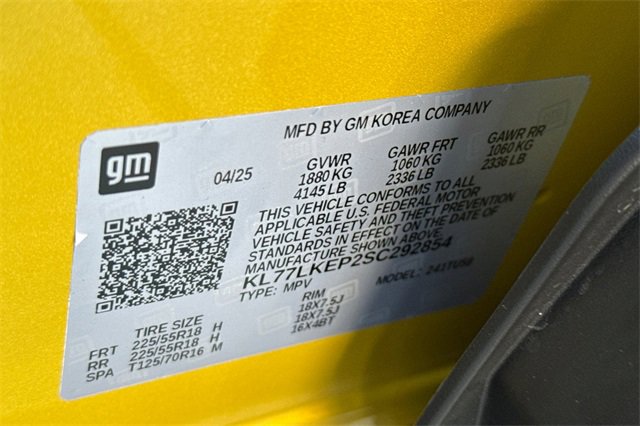 MFD BY GM KOREA COMPANY
gm
04/25
GVWR GAWR FRT GAWR RR
1880 KG 1060 KG 1060 KG
4145 LB 2336 LB 2336 LB
THIS VEHICLE CONFORMS TO ALL
APPLICABLE U.S. FEDERAL MOTOR
VEHICLE SAFETY AND THEFT PREVENTION
STANDARDS IN EFFECT ON THE DATE OF
MANUFACTURE SHOWN ABOVE.
KL77LKEP2SC292854
TYPE: MPV MODEL: 241TU58
TIRE SIZE RIM
FRT 225/55R18 H 18X7.5J
RR 225/55R18 H 18X7.5J
SPA T125/70R16 M 16X4BT